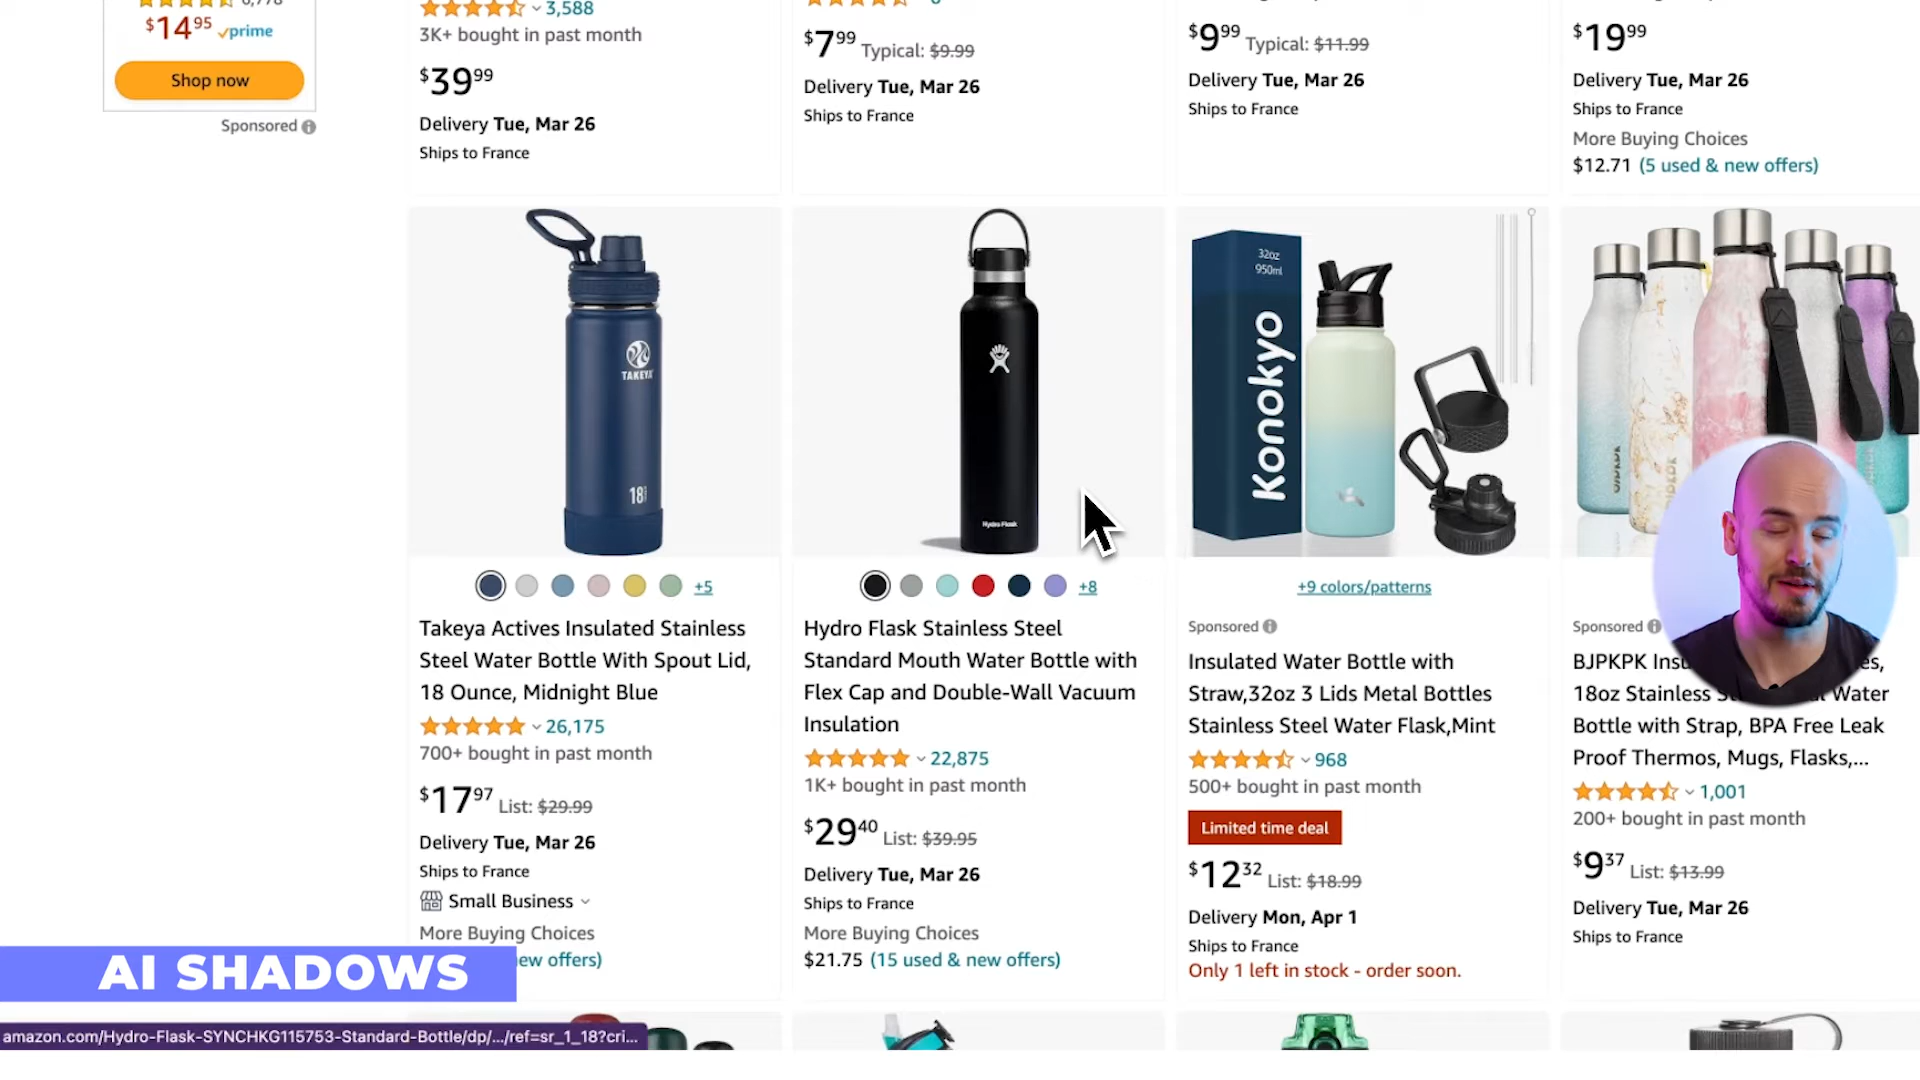 6,778
$14.95 prime
Shop now
Sponsored
3,588
3K+ bought in past month
$39.99
Delivery Tue, Mar 26
Ships to France
$7.99 Typical: $9.99
Delivery Tue, Mar 26
Ships to France
$9.99 Typical: $11.99
Delivery Tue, Mar 26
Ships to France
$19.99
Delivery Tue, Mar 26
Ships to France
More Buying Choices
$12.71 (5 used & new offers)
TAKEYA
18
+5
Takeya Actives Insulated Stainless
Steel Water Bottle With Spout Lid,
18 Ounce, Midnight Blue
26,175
700+ bought in past month
$17.97 List: $29.99
Delivery Tue, Mar 26
Ships to France
Small Business
More Buying Choices
new offers)
Hydro Flask
+8
Hydro Flask Stainless Steel
Standard Mouth Water Bottle with
Flex Cap and Double-Wall Vacuum
Insulation
22,875
1K+ bought in past month
$29.40 List: $39.95
Delivery Tue, Mar 26
Ships to France
More Buying Choices
$21.75 (15 used & new offers)
32oz
950ml
Konokyo
+9 colors/patterns
Sponsored
Insulated Water Bottle with
Straw,32oz 3 Lids Metal Bottles
Stainless Steel Water Flask,Mint
968
500+ bought in past month
Limited time deal
$12.32 List: $18.99
Delivery Mon, Apr 1
Ships to France
Only 1 left in stock - order soon.
Sponsored
BJPKPK
18oz Stainless Water
Bottle with Strap, BPA Free Leak
Proof Thermos, Mugs, Flasks,...
1,001
200+ bought in past month
$9.37 List: $13.99
Delivery Tue, Mar 26
Ships to France
AI SHADOWS
amazon.com/Hydro-Flask-SYNCHKG115753-Standard-Bottle/dp/.../ref=sr_1_18?cri...